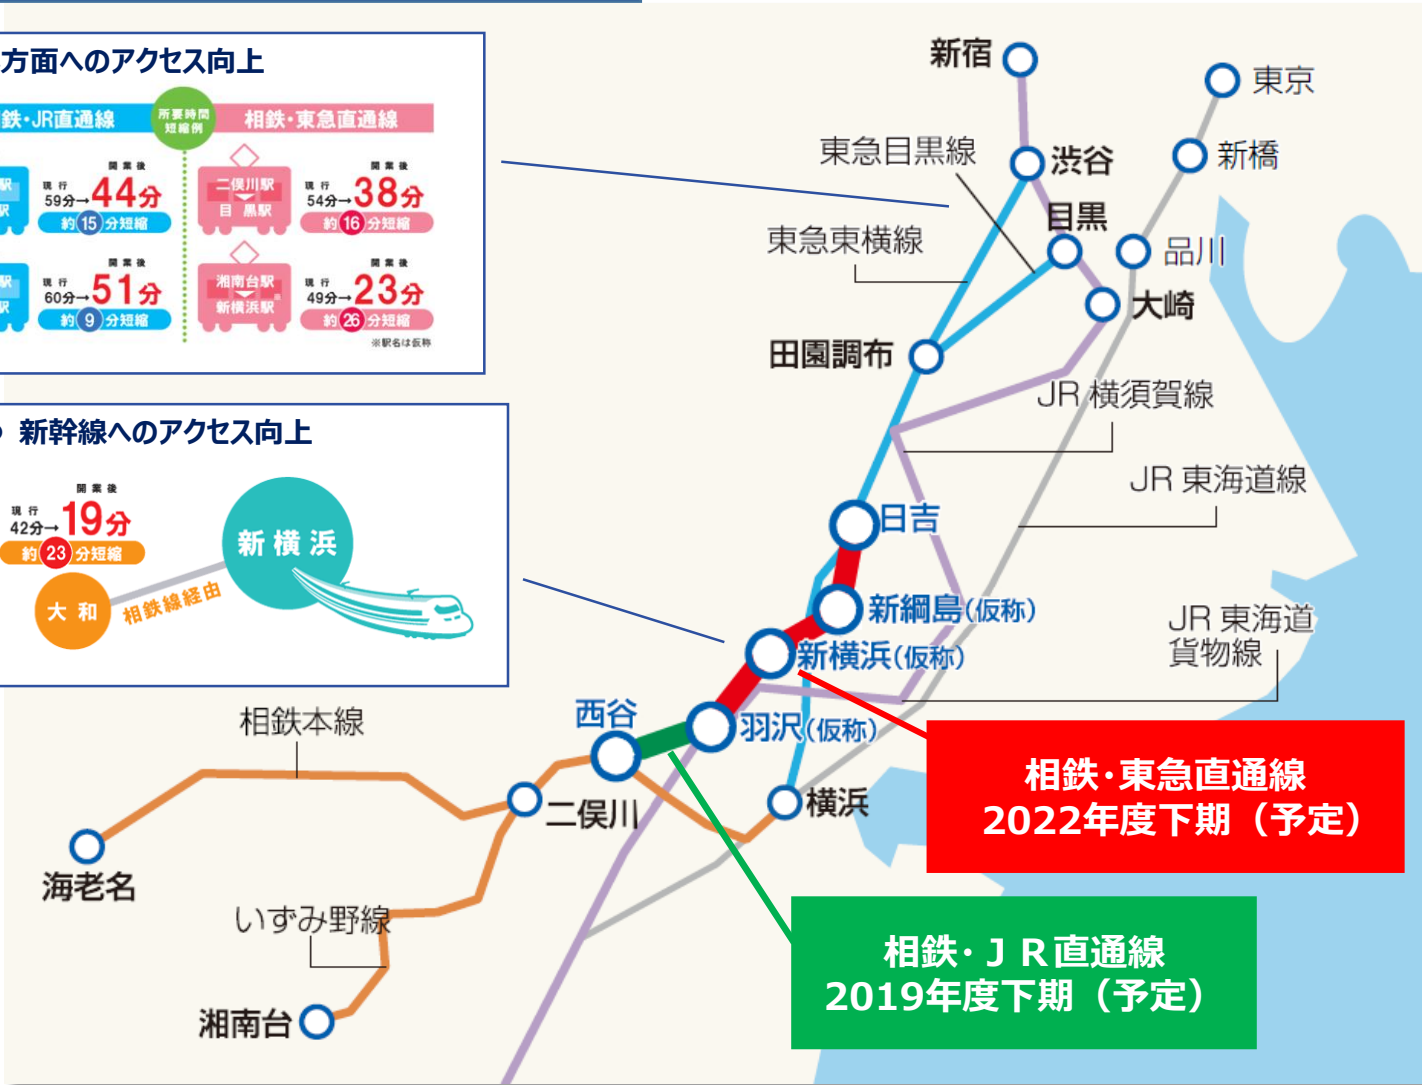 方面へのアクセス向上
鉄・JR直通線
所要時間
短縮例
相鉄・東急直通線
駅
駅
現行
59分→
開業後
44分
約15分短縮
二俣川駅
目黒駅
現行
54分→
開業後
38分
約16分短縮
駅
駅
現行
60分→
開業後
51分
約9分短縮
湘南台駅
新横浜駅
現行
49分→
開業後
23分
約26分短縮
※駅名は仮称
新幹線へのアクセス向上
現行
42分→
開業後
19分
約23分短縮
大和
相鉄線経由
新横浜
新宿
東京
東急目黒線
渋谷
新橋
目黒
東急東横線
品川
大崎
田園調布
JR 横須賀線
JR 東海道線
日吉
新綱島(仮称)
JR 東海道
貨物線
新横浜(仮称)
西谷
羽沢(仮称)
相鉄本線
二俣川
横浜
海老名
いずみ野線
湘南台
相鉄・東急直通線
2022年度下期（予定）
相鉄・ＪＲ直通線
2019年度下期（予定）